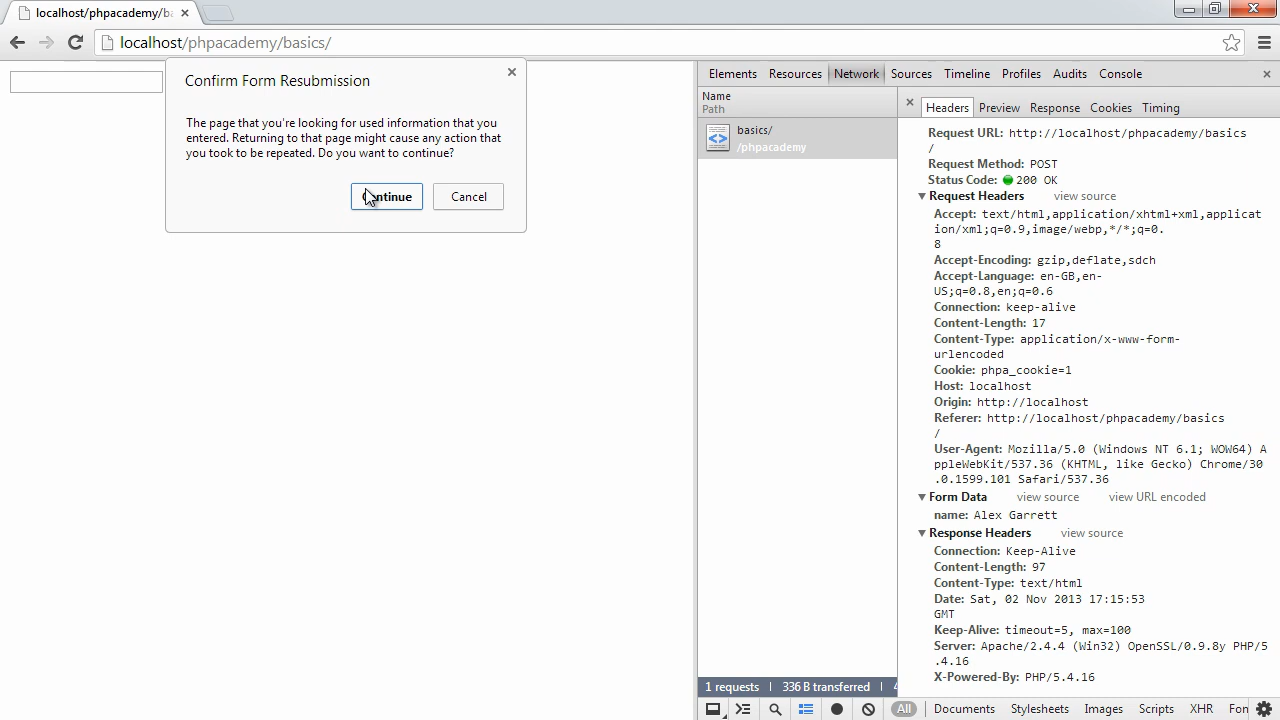 localhost/phpacademy/ba
localhost/phpacademy/basics/
Confirm Form Resubmission
The page that you're looking for used information that you
entered. Returning to that page might cause any action that
you took to be repeated. Do you want to continue?
Continue
Cancel
Elements Resources Network Sources Timeline Profiles Audits Console
Name
Path
basics/
/phpacademy
1 requests | 336 B transferred |
Headers Preview Response Cookies Timing
Request URL: http://localhost/phpacademy/basics
/
Request Method: POST
Status Code: 200 OK
Request Headers view source
Accept: text/html,application/xhtml+xml,applicat
ion/xml;q=0.9,image/webp,*/*;q=0.
8
Accept-Encoding: gzip,deflate,sdch
Accept-Language: en-GB,en-
US;q=0.8,en;q=0.6
Connection: keep-alive
Content-Length: 17
Content-Type: application/x-www-form-
urlencoded
Cookie: phpa_cookie=1
Host: localhost
Origin: http://localhost
Referer: http://localhost/phpacademy/basics
/
User-Agent: Mozilla/5.0 (Windows NT 6.1; WOW64) A
ppleWebKit/537.36 (KHTML, like Gecko) Chrome/30
.0.1599.101 Safari/537.36
Form Data view source view URL encoded
name: Alex Garrett
Response Headers view source
Connection: Keep-Alive
Content-Length: 97
Content-Type: text/html
Date: Sat, 02 Nov 2013 17:15:53
GMT
Keep-Alive: timeout=5, max=100
Server: Apache/2.4.4 (Win32) OpenSSL/0.9.8y PHP/5
.4.16
X-Powered-By: PHP/5.4.16
All Documents Stylesheets Images Scripts XHR Fon